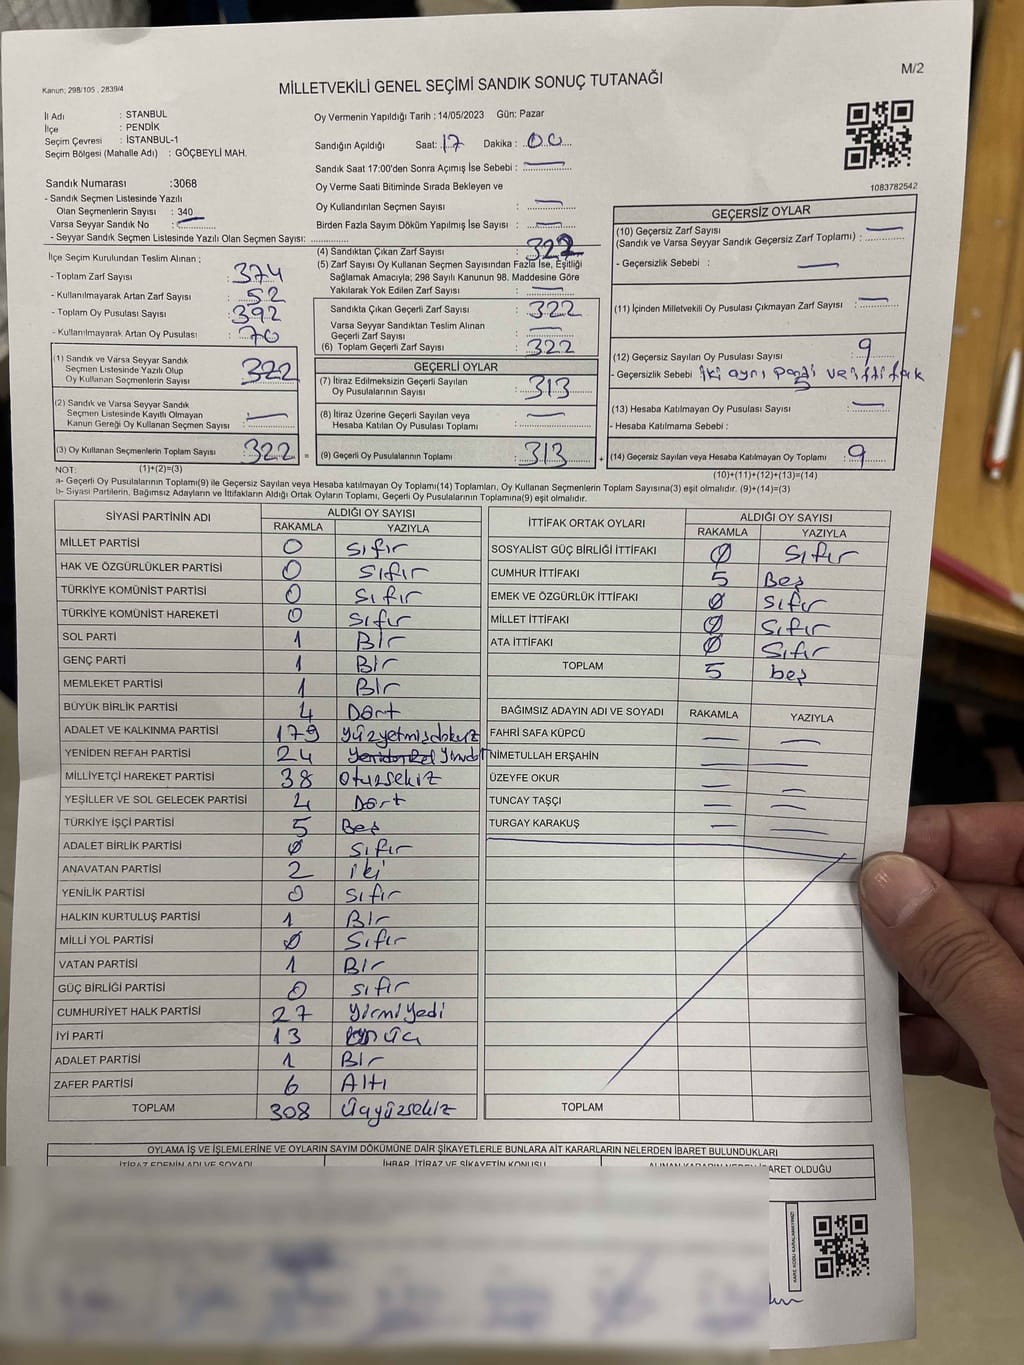 Kanun; 298/105 , 2839/4
MİLLETVEKİLİ GENEL SEÇİMİ SANDIK SONUÇ TUTANAĞI
M/2
İl Adı : STANBUL
İlçe : PENDİK
Seçim Çevresi : İSTANBUL-1
Seçim Bölgesi (Mahalle Adı) : GÖÇBEYLİ MAH.
Oy Vermenin Yapıldığı Tarih : 14/05/2023 Gün: Pazar
Sandığın Açıldığı Saat: 17 Dakika : 00
Sandık Saat 17:00'den Sonra Açımış İse Sebebi : —
Oy Verme Saati Bitiminde Sırada Bekleyen ve
Oy Kullandırılan Seçmen Sayısı : —
Birden Fazla Sayım Döküm Yapılmış İse Sayısı : —
1083782542
Sandık Numarası :3068
- Sandık Seçmen Listesinde Yazılı
Olan Seçmenlerin Sayısı : 340
Varsa Seyyar Sandık No : —
- Seyyar Sandık Seçmen Listesinde Yazılı Olan Seçmen Sayısı: ..............
İlçe Seçim Kurulundan Teslim Alınan ;
- Toplam Zarf Sayısı : 374
- Kullanılmayarak Artan Zarf Sayısı : 52
- Toplam Oy Pusulası Sayısı : 392
- Kullanılmayarak Artan Oy Pusulası : 70
(1) Sandık ve Varsa Seyyar Sandık
Seçmen Listesinde Yazılı Olup
Oy Kullanan Seçmenlerin Sayısı : 322
(2) Sandık ve Varsa Seyyar Sandık
Seçmen Listesinde Kayıtlı Olmayan
Kanun Gereği Oy Kullanan Seçmen Sayısı : —
(3) Oy Kullanan Seçmenlerin Toplam Sayısı : 322 =
(4) Sandıktan Çıkan Zarf Sayısı : 322
(5) Zarf Sayısı Oy Kullanan Seçmen Sayısından Fazla İse, Eşitliği
Sağlamak Amacıyla; 298 Sayılı Kanunun 98. Maddesine Göre
Yakılarak Yok Edilen Zarf Sayısı : —
Sandıkta Çıkan Geçerli Zarf Sayısı : 322
Varsa Seyyar Sandıktan Teslim Alınan
Geçerli Zarf Sayısı : —
(6) Toplam Geçerli Zarf Sayısı : 322
GEÇERLİ OYLAR
(7) İtiraz Edilmeksizin Geçerli Sayılan
Oy Pusulalarının Sayısı : 313
(8) İtiraz Üzerine Geçerli Sayılan veya
Hesaba Katılan Oy Pusulası Toplamı : —
(9) Geçerli Oy Pusulalarının Toplamı : 313 +
GEÇERSİZ OYLAR
(10) Geçersiz Zarf Sayısı
(Sandık ve Varsa Seyyar Sandık Geçersiz Zarf Toplamı) : —
- Geçersizlik Sebebi : —
(11) İçinden Milletvekili Oy Pusulası Çıkmayan Zarf Sayısı : —
(12) Geçersiz Sayılan Oy Pusulası Sayısı : 9
- Geçersizlik Sebebi : iki ayrı parti ve ittifak
(13) Hesaba Katılmayan Oy Pusulası Sayısı : —
- Hesaba Katılmama Sebebi :
(14) Geçersiz Sayılan veya Hesaba Katılmayan Oy Toplamı : 9
NOT: (1)+(2)=(3)
(10)+(11)+(12)+(13)=(14)
a- Geçerli Oy Pusulalarının Toplamı(9) ile Geçersiz Sayılan veya Hesaba katılmayan Oy Toplamı(14) Toplamları, Oy Kullanan Seçmenlerin Toplam Sayısına(3) eşit olmalıdır. (9)+(14)=(3)
b- Siyasi Partilerin, Bağımsız Adayların ve İttifakların Aldığı Ortak Oyların Toplamı, Geçerli Oy Pusulalarının Toplamına(9) eşit olmalıdır.
SİYASİ PARTİNİN ADI ALDIĞI OY SAYISI
RAKAMLA YAZIYLA
MİLLET PARTİSİ 0 sıfır
HAK VE ÖZGÜRLÜKLER PARTİSİ 0 sıfır
TÜRKİYE KOMÜNİST PARTİSİ 0 sıfır
TÜRKİYE KOMÜNİST HAREKETİ 0 sıfır
SOL PARTİ 1 Bir
GENÇ PARTİ 1 Bir
MEMLEKET PARTİSİ 1 Bir
BÜYÜK BİRLİK PARTİSİ 4 Dört
ADALET VE KALKINMA PARTİSİ 179 yüzyetmişdokuz
YENİDEN REFAH PARTİSİ 24
MİLLİYETÇİ HAREKET PARTİSİ 38 otuzsekiz
YEŞİLLER VE SOL GELECEK PARTİSİ 4 Dört
TÜRKİYE İŞÇİ PARTİSİ 5 Beş
ADALET BİRLİK PARTİSİ 0 sıfır
ANAVATAN PARTİSİ 2 iki
YENİLİK PARTİSİ 0 sıfır
HALKIN KURTULUŞ PARTİSİ 1 Bir
MİLLİ YOL PARTİSİ 0 sıfır
VATAN PARTİSİ 1 Bir
GÜÇ BİRLİĞİ PARTİSİ 0 sıfır
CUMHURİYET HALK PARTİSİ 27 yirmiyedi
İYİ PARTİ 13 onüç
ADALET PARTİSİ 1 Bir
ZAFER PARTİSİ 6 Altı
TOPLAM 308 üçyüzsekiz
İTTİFAK ORTAK OYLARI ALDIĞI OY SAYISI
RAKAMLA YAZIYLA
SOSYALİST GÜÇ BİRLİĞİ İTTİFAKI 0 sıfır
CUMHUR İTTİFAKI 5 Beş
EMEK VE ÖZGÜRLÜK İTTİFAKI 0 sıfır
MİLLET İTTİFAKI 0 sıfır
ATA İTTİFAKI 0 sıfır
TOPLAM 5 beş
BAĞIMSIZ ADAYIN ADI VE SOYADI RAKAMLA YAZIYLA
FAHRİ SAFA KÜPCÜ — —
NİMETULLAH ERŞAHİN — —
ÜZEYFE OKUR — —
TUNCAY TAŞÇI — —
TURGAY KARAKUŞ — —
TOPLAM
OYLAMA İŞ VE İŞLEMLERİNE VE OYLARIN SAYIM DÖKÜMÜNE DAİR ŞİKAYETLERLE BUNLARA AİT KARARLARIN NELERDEN İBARET BULUNDUKLARI
İTİRAZ EDENİN ADI VE SOYADI İHBAR, İTİRAZ VE ŞİKAYETİN KONUSU ALINAN KARARIN NEDEN İBARET OLDUĞU
KARE KODU KARALAMAYINIZ!